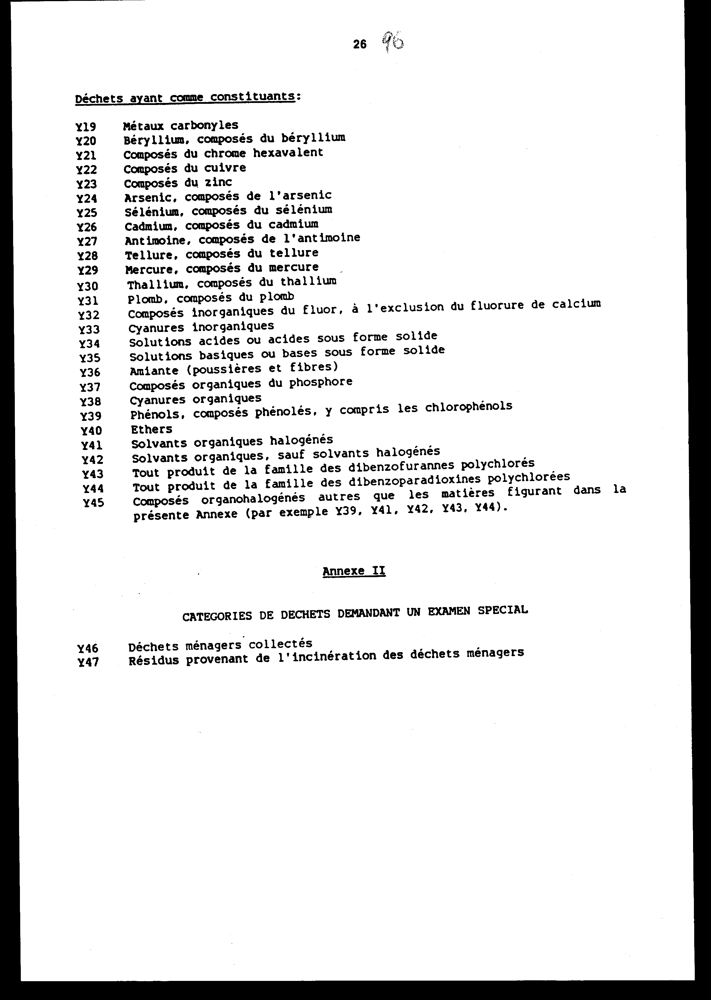 26 96
Déchets ayant comme constituants:
Y19 Métaux carbonyles
Y20 Béryllium, composés du béryllium
Y21 Composés du chrome hexavalent
Y22 Composés du cuivre
Y23 Composés du zinc
Y24 Arsenic, composés de l'arsenic
Y25 Sélénium, composés du sélénium
Y26 Cadmium, composés du cadmium
Y27 Antimoine, composés de l'antimoine
Y28 Tellure, composés du tellure
Y29 Mercure, composés du mercure
Y30 Thallium, composés du thallium
Y31 Plomb, composés du plomb
Y32 Composés inorganiques du fluor, à l'exclusion du fluorure de calcium
Y33 Cyanures inorganiques
Y34 Solutions acides ou acides sous forme solide
Y35 Solutions basiques ou bases sous forme solide
Y36 Amiante (poussières et fibres)
Y37 Composés organiques du phosphore
Y38 Cyanures organiques
Y39 Phénols, composés phénolés, y compris les chlorophénols
Y40 Ethers
Y41 Solvants organiques halogénés
Y42 Solvants organiques, sauf solvants halogénés
Y43 Tout produit de la famille des dibenzofurannes polychlorés
Y44 Tout produit de la famille des dibenzoparadioxines polychlorées
Y45 Composés organohalogénés autres que les matières figurant dans la
présente Annexe (par exemple Y39, Y41, Y42, Y43, Y44).
Annexe II
CATEGORIES DE DECHETS DEMANDANT UN EXAMEN SPECIAL
Y46 Déchets ménagers collectés
Y47 Résidus provenant de l'incinération des déchets ménagers